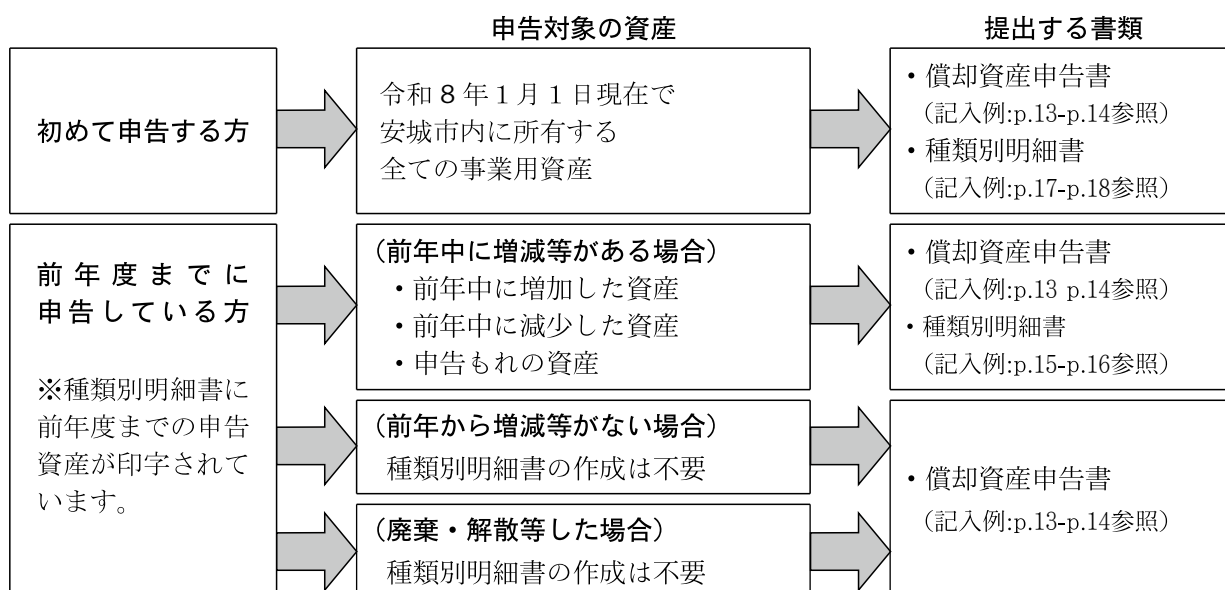 申告対象の資産
提出する書類
初めて申告する方
令和８年１月１日現在で
安城市内に所有する
全ての事業用資産
・償却資産申告書
（記入例:p.13-p.14参照）
・種類別明細書
（記入例:p.17-p.18参照）
前年度までに
申告している方
※種類別明細書に
前年度までの申告
資産が印字されて
います。
（前年中に増減等がある場合）
・前年中に増加した資産
・前年中に減少した資産
・申告もれの資産
・償却資産申告書
（記入例:p.13 p.14参照）
・種類別明細書
（記入例:p.15-p.16参照）
（前年から増減等がない場合）
種類別明細書の作成は不要
（廃棄・解散等した場合）
種類別明細書の作成は不要
・償却資産申告書
（記入例:p.13-p.14参照）